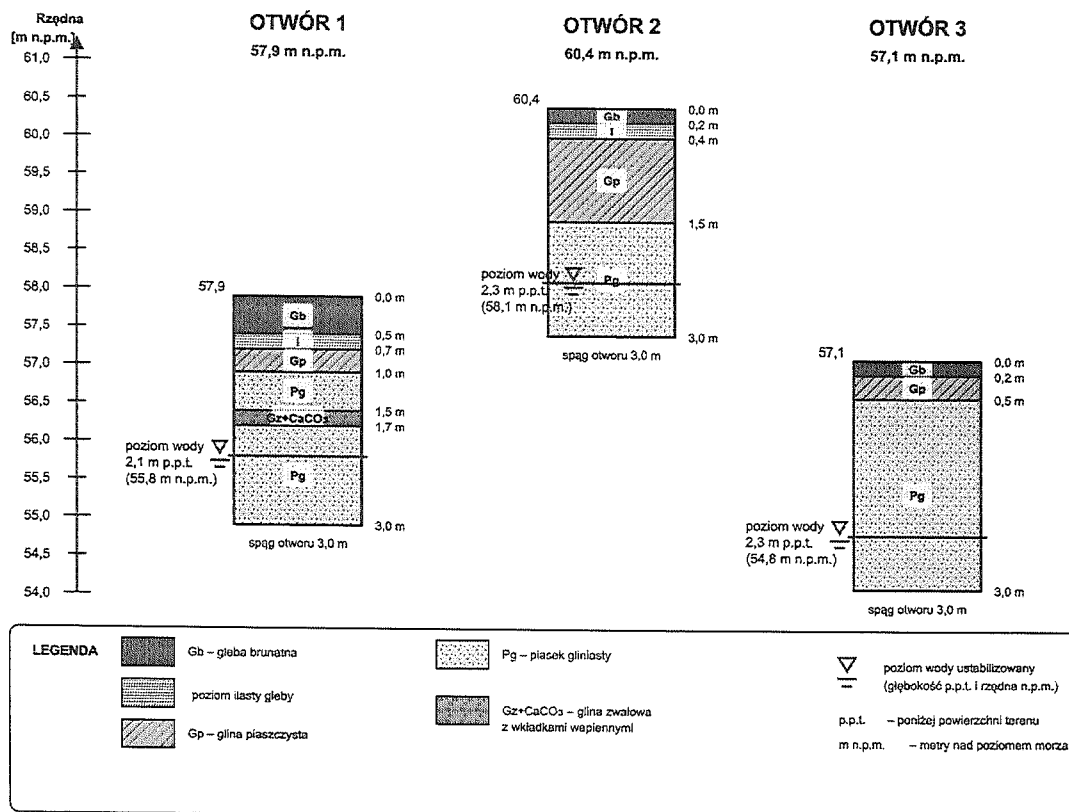 Rzędna
[m n.p.m.]
61,0
60,5
60,0
59,5
59,0
58,5
58,0
57,5
57,0
56,5
56,0
55,5
55,0
54,5
54,0
OTWÓR 1
57,9 m n.p.m.
57,9
0,0 m
Gb
0,5 m
I
0,7 m
Gp
1,0 m
Pg
1,5 m
Gz+CaCO₃
1,7 m
poziom wody
2,1 m p.p.t.
(55,8 m n.p.m.)
Pg
3,0 m
spąg otworu 3,0 m
OTWÓR 2
60,4 m n.p.m.
60,4
0,0 m
Gb
0,2 m
I
0,4 m
Gp
1,5 m
poziom wody
2,3 m p.p.t.
(58,1 m n.p.m.)
Pg
3,0 m
spąg otworu 3,0 m
OTWÓR 3
57,1 m n.p.m.
57,1
0,0 m
Gb
0,2 m
Gp
0,5 m
Pg
poziom wody
2,3 m p.p.t.
(54,8 m n.p.m.)
3,0 m
spąg otworu 3,0 m
LEGENDA
Gb – gleba brunatna
poziom ilasty gleby
Gp – glina piaszczysta
Pg – piasek gliniasty
Gz+CaCO₃ – glina zwałowa
z wkładkami wapiennymi
poziom wody ustabilizowany
(głębokość p.p.t. i rzędna n.p.m.)
p.p.t. – poniżej powierzchni terenu
m n.p.m. – metry nad poziomem morza